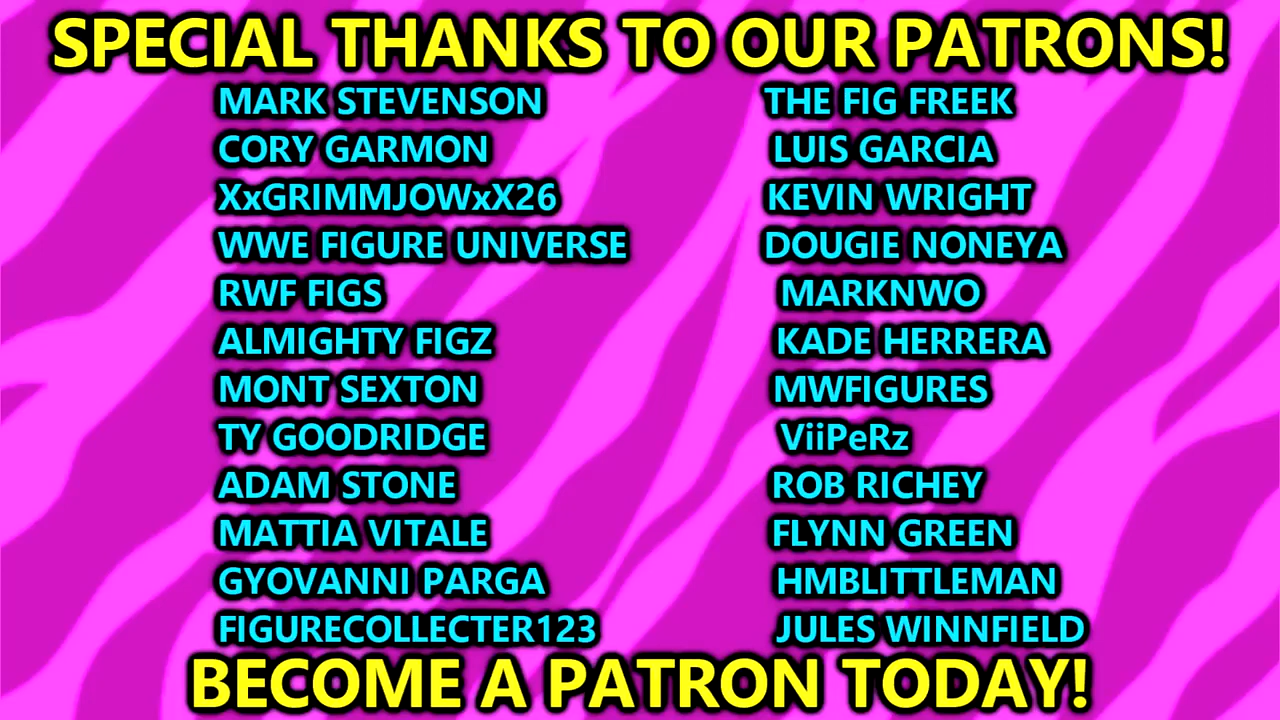 SPECIAL THANKS TO OUR PATRONS!
MARK STEVENSON
CORY GARMON
XxGRIMMJOWxX26
WWE FIGURE UNIVERSE
RWF FIGS
ALMIGHTY FIGZ
MONT SEXTON
TY GOODRIDGE
ADAM STONE
MATTIA VITALE
GYOVANNI PARGA
FIGURECOLLECTER123
THE FIG FREEK
LUIS GARCIA
KEVIN WRIGHT
DOUGIE NONEYA
MARKNWO
KADE HERRERA
MWFIGURES
ViiPeRz
ROB RICHEY
FLYNN GREEN
HMBLITTLEMAN
JULES WINNFIELD
BECOME A PATRON TODAY!